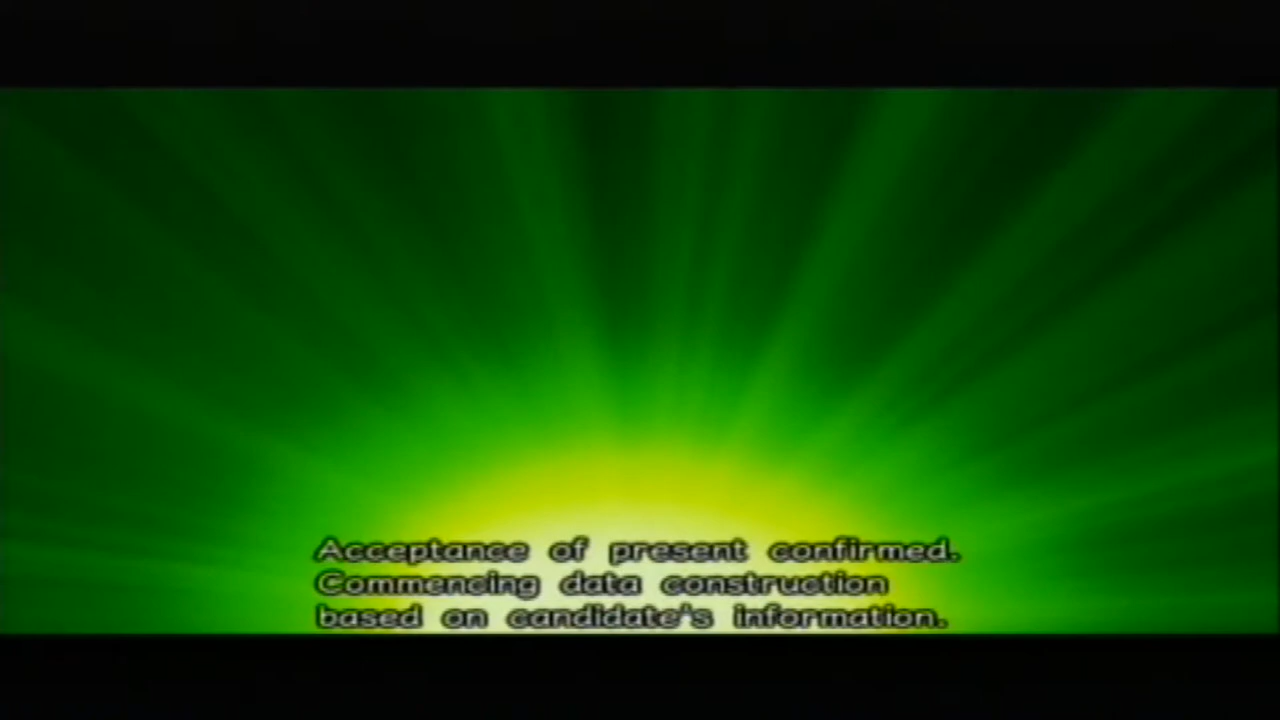 Acceptance of present confirmed.
Commencing data construction
based on candidate's information.